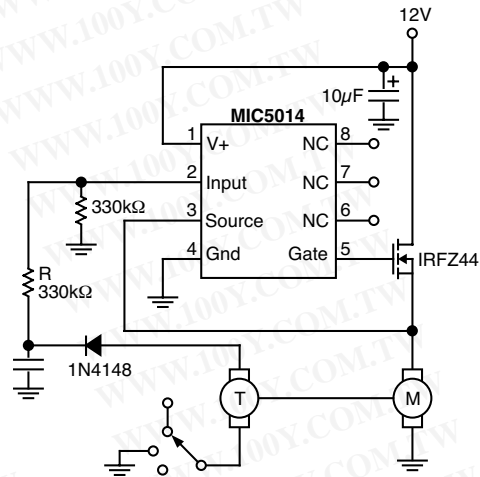 12V
10µF
+
MIC5014
1 V+ NC 8
2 Input NC 7
330kΩ
3 Source NC 6
4 Gnd Gate 5
IRFZ44
R
330kΩ
1N4148
T
M
WWW.100Y.COM.TW